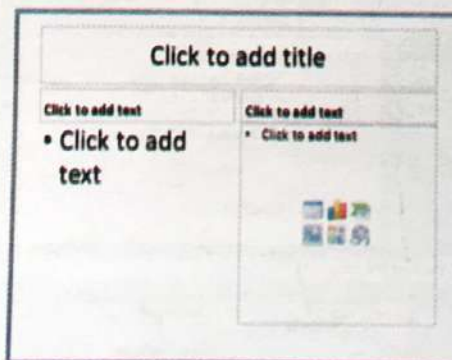 Click to add title
Click to add text
• Click to add
text
Click to add text
• Click to add text